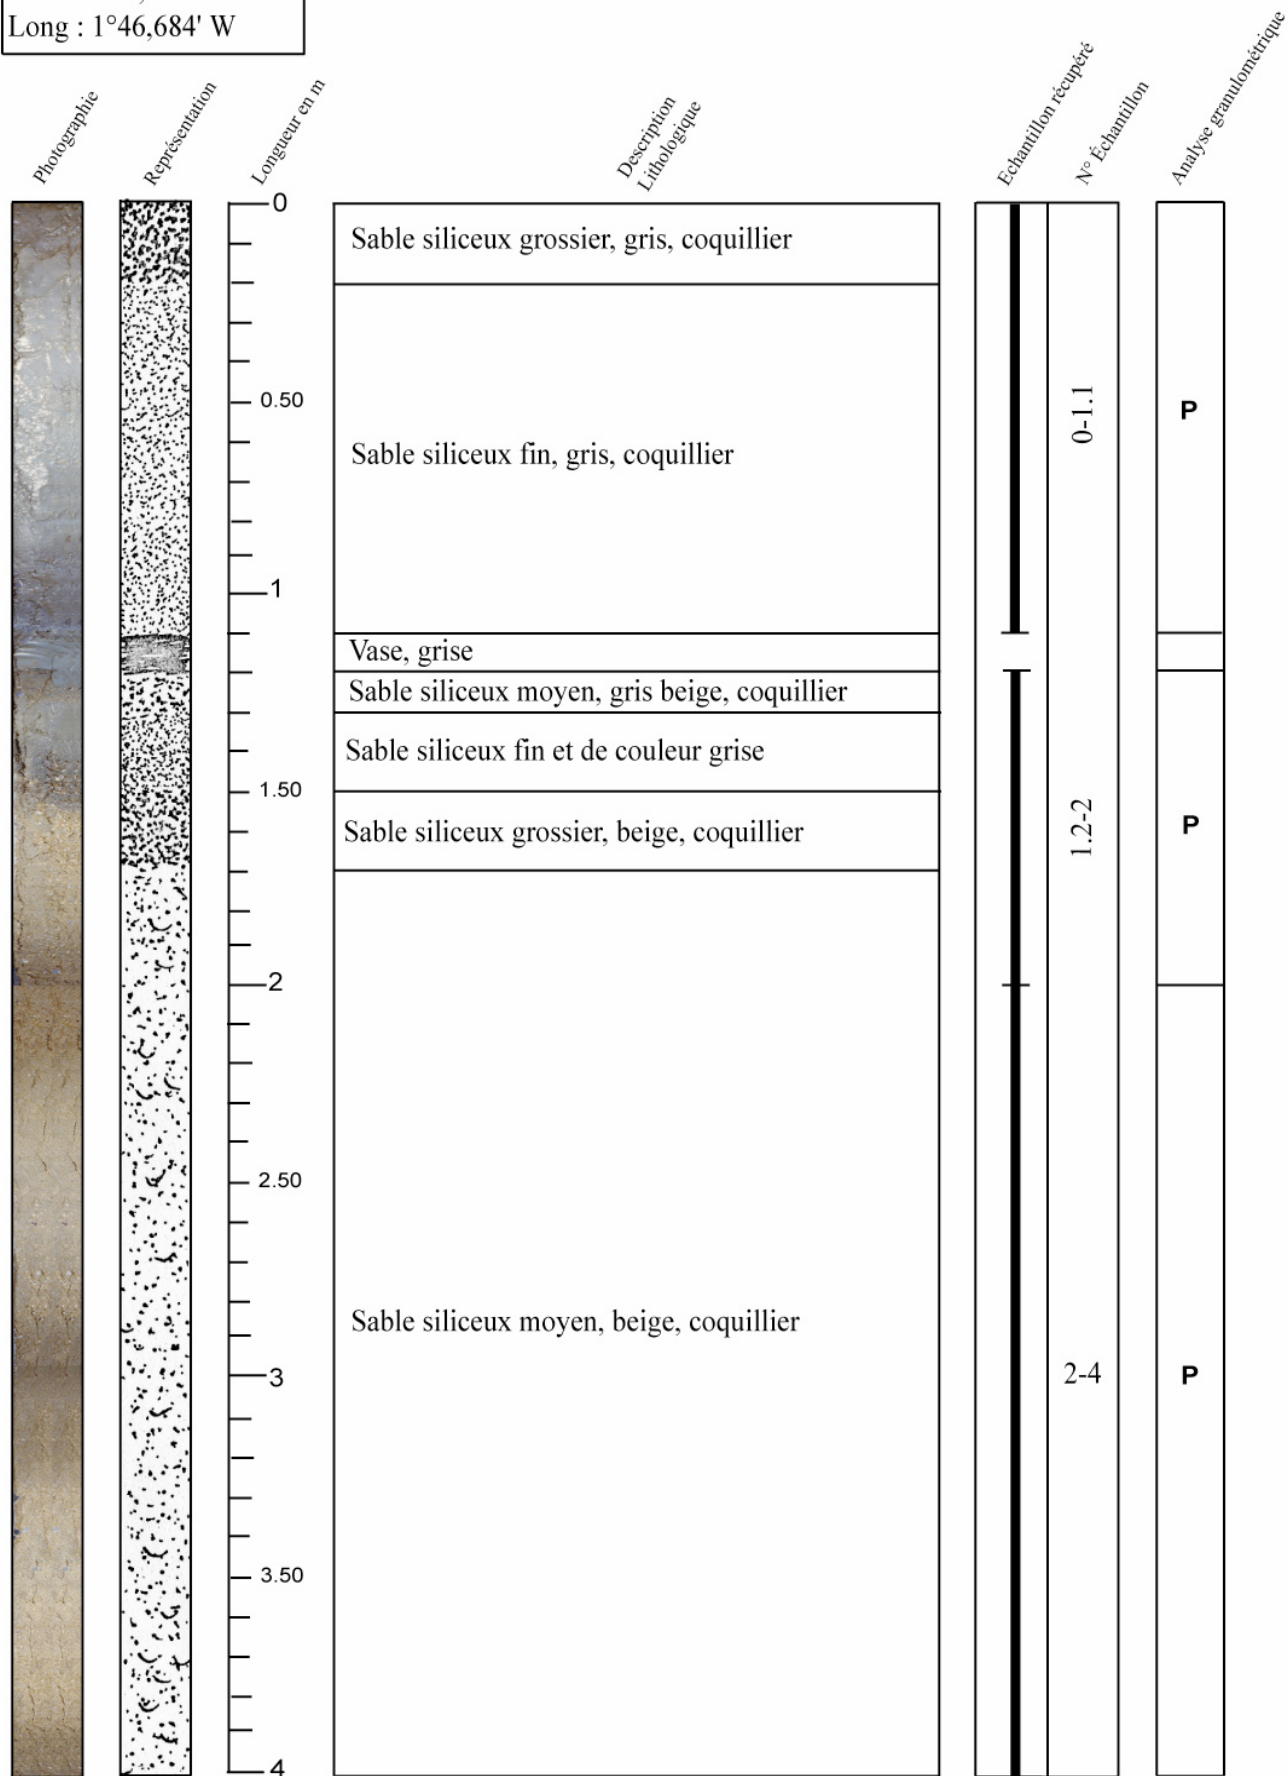 Long : 1°46,684' W
Photographie
Représentation
Longueur en m
Description
Lithologique
Echantillon récupéré
N° Échantillon
Analyse granulométrique
0
Sable siliceux grossier, gris, coquillier
0.50
Sable siliceux fin, gris, coquillier
0-1.1
P
1
Vase, grise
Sable siliceux moyen, gris beige, coquillier
Sable siliceux fin et de couleur grise
1.50
Sable siliceux grossier, beige, coquillier
1.2-2
P
2
2.50
Sable siliceux moyen, beige, coquillier
3
2-4
P
3.50
4